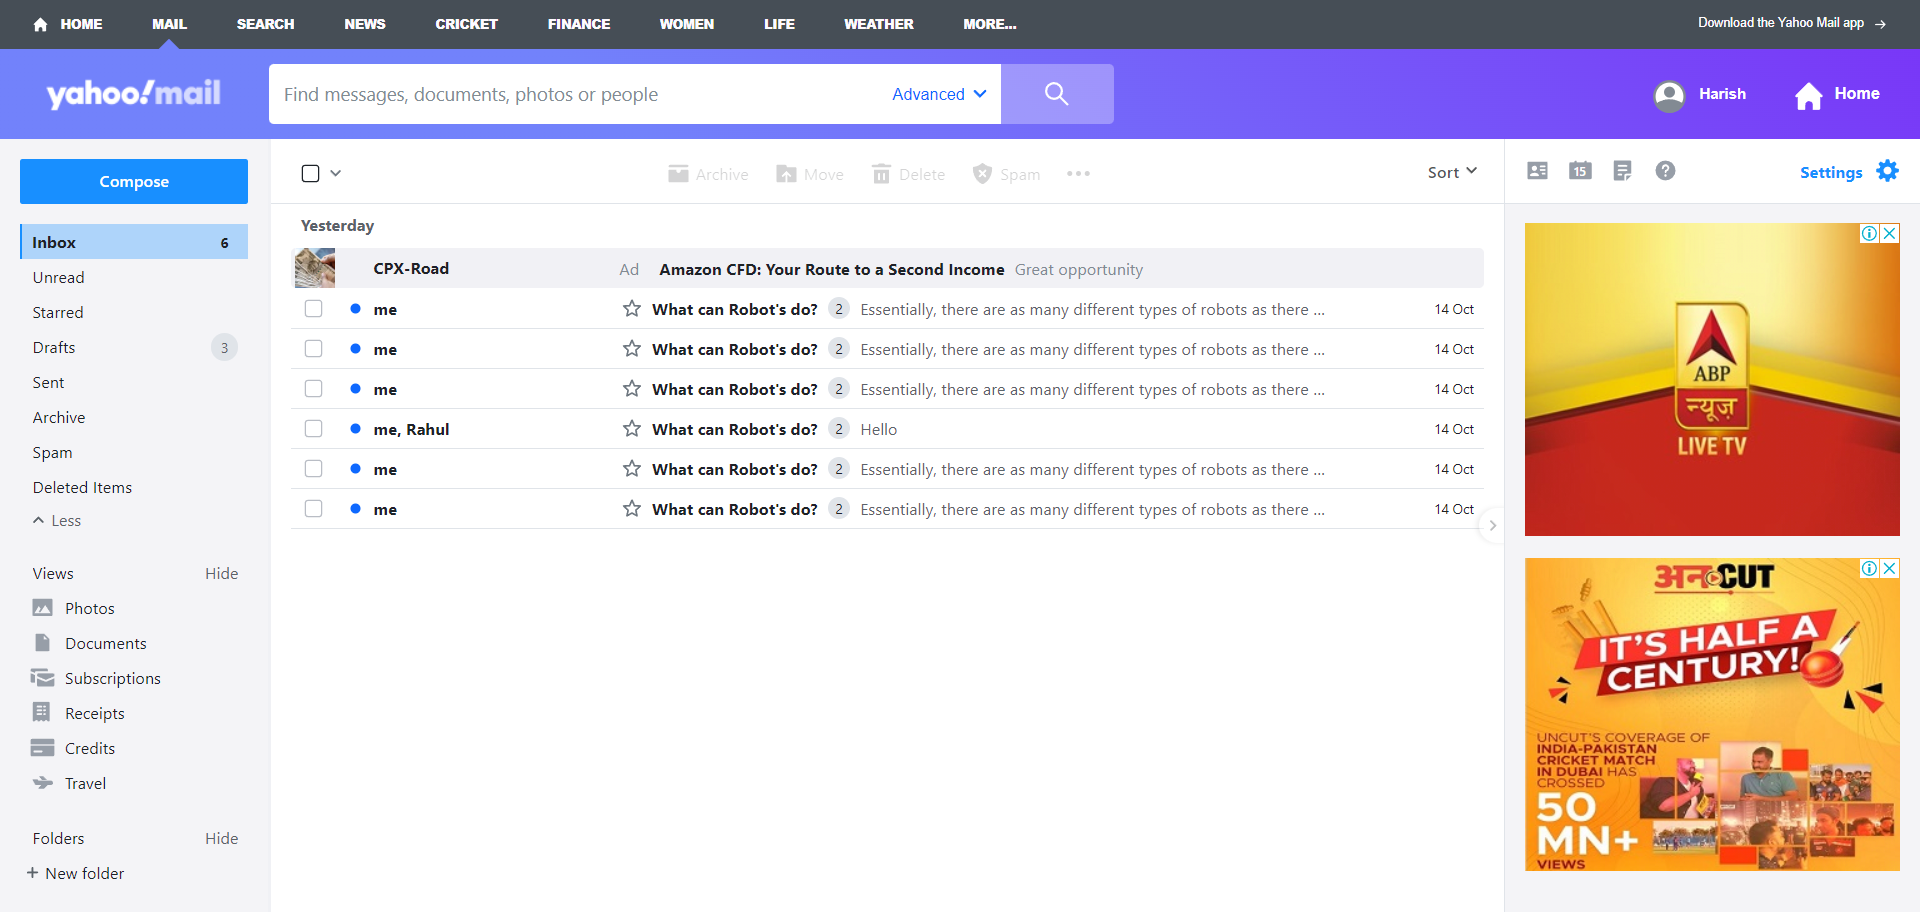 HOME MAIL SEARCH NEWS CRICKET FINANCE WOMEN LIFE WEATHER MORE... Download the Yahoo Mail app →
yahoo!mail Find messages, documents, photos or people Advanced Harish Home
Compose
Inbox 6
Unread
Starred
Drafts 3
Sent
Archive
Spam
Deleted Items
Less
Views Hide
Photos
Documents
Subscriptions
Receipts
Credits
Travel
Folders Hide
+ New folder
Archive Move Delete Spam ••• Sort
Yesterday
CPX-Road Ad Amazon CFD: Your Route to a Second Income Great opportunity
me What can Robot's do? 2 Essentially, there are as many different types of robots as there ... 14 Oct
me What can Robot's do? 2 Essentially, there are as many different types of robots as there ... 14 Oct
me What can Robot's do? 2 Essentially, there are as many different types of robots as there ... 14 Oct
me, Rahul What can Robot's do? 2 Hello 14 Oct
me What can Robot's do? 2 Essentially, there are as many different types of robots as there ... 14 Oct
me What can Robot's do? 2 Essentially, there are as many different types of robots as there ... 14 Oct
15 ? Settings
ABP
न्यूज़
LIVE TV
अनCUT
IT'S HALF A
CENTURY!
UNCUT'S COVERAGE OF
INDIA-PAKISTAN
CRICKET MATCH
IN DUBAI HAS
CROSSED
50
MN+
VIEWS